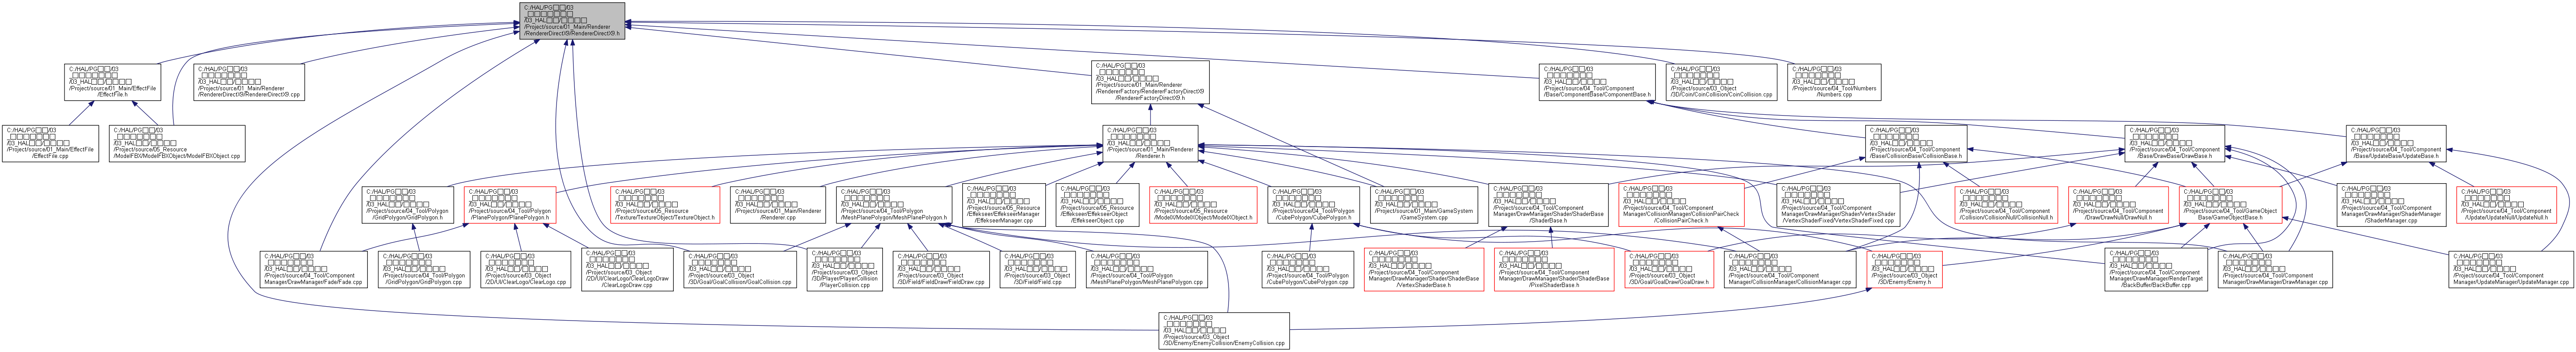 C:/HAL/PG□□/03
_□□□□□□□
/03_HAL□□/□□□□
/Project/source/01_Main/Renderer
/RendererDirectX9/RendererDirectX9.h
C:/HAL/PG□□/03
_□□□□□□□
/03_HAL□□/□□□□
/Project/source/01_Main/EffectFile
/EffectFile.h
C:/HAL/PG□□/03
_□□□□□□□
/03_HAL□□/□□□□
/Project/source/01_Main/Renderer
/RendererDirectX9/RendererDirectX9.cpp
C:/HAL/PG□□/03
_□□□□□□□
/03_HAL□□/□□□□
/Project/source/01_Main/Renderer
/RendererFactory/RendererFactoryDirectX9
/RendererFactoryDirectX9.h
C:/HAL/PG□□/03
_□□□□□□□
/03_HAL□□/□□□□
/Project/source/04_Tool/Component
/Base/ComponentBase/ComponentBase.h
C:/HAL/PG□□/03
_□□□□□□□
/03_HAL□□/□□□□
/Project/source/03_Object
/3D/Coin/CoinCollision/CoinCollision.cpp
C:/HAL/PG□□/03
_□□□□□□□
/03_HAL□□/□□□□
/Project/source/04_Tool/Numbers
/Numbers.cpp
C:/HAL/PG□□/03
_□□□□□□□
/03_HAL□□/□□□□
/Project/source/01_Main/EffectFile
/EffectFile.cpp
C:/HAL/PG□□/03
_□□□□□□□
/03_HAL□□/□□□□
/Project/source/05_Resource
/ModelFBX/ModelFBXObject/ModelFBXObject.cpp
C:/HAL/PG□□/03
_□□□□□□□
/03_HAL□□/□□□□
/Project/source/01_Main/Renderer
/Renderer.h
C:/HAL/PG□□/03
_□□□□□□□
/03_HAL□□/□□□□
/Project/source/04_Tool/Component
/Base/CollisionBase/CollisionBase.h
C:/HAL/PG□□/03
_□□□□□□□
/03_HAL□□/□□□□
/Project/source/04_Tool/Component
/Base/DrawBase/DrawBase.h
C:/HAL/PG□□/03
_□□□□□□□
/03_HAL□□/□□□□
/Project/source/04_Tool/Component
/Base/UpdateBase/UpdateBase.h
C:/HAL/PG□□/03
_□□□□□□□
/03_HAL□□/□□□□
/Project/source/04_Tool/Polygon
/GridPolygon/GridPolygon.h
C:/HAL/PG□□/03
_□□□□□□□
/03_HAL□□/□□□□
/Project/source/04_Tool/Polygon
/PlanePolygon/PlanePolygon.h
C:/HAL/PG□□/03
_□□□□□□□
/03_HAL□□/□□□□
/Project/source/05_Resource
/Texture/TextureObject/TextureObject.h
C:/HAL/PG□□/03
_□□□□□□□
/03_HAL□□/□□□□
/Project/source/01_Main/Renderer
/Renderer.cpp
C:/HAL/PG□□/03
_□□□□□□□
/03_HAL□□/□□□□
/Project/source/04_Tool/Polygon
/MeshPlanePolygon/MeshPlanePolygon.h
C:/HAL/PG□□/03
_□□□□□□□
/03_HAL□□/□□□□
/Project/source/05_Resource
/Effekseer/EffekseerManager
/EffekseerManager.cpp
C:/HAL/PG□□/03
_□□□□□□□
/03_HAL□□/□□□□
/Project/source/05_Resource
/Effekseer/EffekseerObject
/EffekseerObject.cpp
C:/HAL/PG□□/03
_□□□□□□□
/03_HAL□□/□□□□
/Project/source/05_Resource
/ModelX/ModelXObject/ModelXObject.h
C:/HAL/PG□□/03
_□□□□□□□
/03_HAL□□/□□□□
/Project/source/04_Tool/Polygon
/CubePolygon/CubePolygon.h
C:/HAL/PG□□/03
_□□□□□□□
/03_HAL□□/□□□□
/Project/source/01_Main/GameSystem
/GameSystem.cpp
C:/HAL/PG□□/03
_□□□□□□□
/03_HAL□□/□□□□
/Project/source/04_Tool/Component
Manager/DrawManager/Shader/ShaderBase
/ShaderBase.h
C:/HAL/PG□□/03
_□□□□□□□
/03_HAL□□/□□□□
/Project/source/04_Tool/Component
Manager/CollisionManager/CollisionPairCheck
/CollisionPairCheck.h
C:/HAL/PG□□/03
_□□□□□□□
/03_HAL□□/□□□□
/Project/source/04_Tool/Component
Manager/DrawManager/Shader/VertexShader
/VertexShaderFixed/VertexShaderFixed.cpp
C:/HAL/PG□□/03
_□□□□□□□
/03_HAL□□/□□□□
/Project/source/04_Tool/Component
/Collision/CollisionNull/CollisionNull.h
C:/HAL/PG□□/03
_□□□□□□□
/03_HAL□□/□□□□
/Project/source/04_Tool/Component
/Draw/DrawNull/DrawNull.h
C:/HAL/PG□□/03
_□□□□□□□
/03_HAL□□/□□□□
/Project/source/04_Tool/GameObject
Base/GameObjectBase.h
C:/HAL/PG□□/03
_□□□□□□□
/03_HAL□□/□□□□
/Project/source/04_Tool/Component
Manager/DrawManager/ShaderManager
/ShaderManager.cpp
C:/HAL/PG□□/03
_□□□□□□□
/03_HAL□□/□□□□
/Project/source/04_Tool/Component
/Update/UpdateNull/UpdateNull.h
C:/HAL/PG□□/03
_□□□□□□□
/03_HAL□□/□□□□
/Project/source/04_Tool/Component
Manager/DrawManager/Fade/Fade.cpp
C:/HAL/PG□□/03
_□□□□□□□
/03_HAL□□/□□□□
/Project/source/04_Tool/Polygon
/GridPolygon/GridPolygon.cpp
C:/HAL/PG□□/03
_□□□□□□□
/03_HAL□□/□□□□
/Project/source/03_Object
/2D/UI/ClearLogo/ClearLogo.cpp
C:/HAL/PG□□/03
_□□□□□□□
/03_HAL□□/□□□□
/Project/source/03_Object
/2D/UI/ClearLogo/ClearLogoDraw
/ClearLogoDraw.cpp
C:/HAL/PG□□/03
_□□□□□□□
/03_HAL□□/□□□□
/Project/source/03_Object
/3D/Goal/GoalCollision/GoalCollision.cpp
C:/HAL/PG□□/03
_□□□□□□□
/03_HAL□□/□□□□
/Project/source/03_Object
/3D/Player/PlayerCollision
/PlayerCollision.cpp
C:/HAL/PG□□/03
_□□□□□□□
/03_HAL□□/□□□□
/Project/source/03_Object
/3D/Field/FieldDraw/FieldDraw.cpp
C:/HAL/PG□□/03
_□□□□□□□
/03_HAL□□/□□□□
/Project/source/03_Object
/3D/Field/Field.cpp
C:/HAL/PG□□/03
_□□□□□□□
/03_HAL□□/□□□□
/Project/source/04_Tool/Polygon
/MeshPlanePolygon/MeshPlanePolygon.cpp
C:/HAL/PG□□/03
_□□□□□□□
/03_HAL□□/□□□□
/Project/source/04_Tool/Polygon
/CubePolygon/CubePolygon.cpp
C:/HAL/PG□□/03
_□□□□□□□
/03_HAL□□/□□□□
/Project/source/04_Tool/Component
Manager/DrawManager/Shader/ShaderBase
/VertexShaderBase.h
C:/HAL/PG□□/03
_□□□□□□□
/03_HAL□□/□□□□
/Project/source/04_Tool/Component
Manager/DrawManager/Shader/ShaderBase
/PixelShaderBase.h
C:/HAL/PG□□/03
_□□□□□□□
/03_HAL□□/□□□□
/Project/source/03_Object
/3D/Goal/GoalDraw/GoalDraw.h
C:/HAL/PG□□/03
_□□□□□□□
/03_HAL□□/□□□□
/Project/source/04_Tool/Component
Manager/CollisionManager/CollisionManager.cpp
C:/HAL/PG□□/03
_□□□□□□□
/03_HAL□□/□□□□
/Project/source/03_Object
/3D/Enemy/Enemy.h
C:/HAL/PG□□/03
_□□□□□□□
/03_HAL□□/□□□□
/Project/source/04_Tool/Component
Manager/DrawManager/RenderTarget
/BackBuffer/BackBuffer.cpp
C:/HAL/PG□□/03
_□□□□□□□
/03_HAL□□/□□□□
/Project/source/04_Tool/Component
Manager/DrawManager/DrawManager.cpp
C:/HAL/PG□□/03
_□□□□□□□
/03_HAL□□/□□□□
/Project/source/04_Tool/Component
Manager/UpdateManager/UpdateManager.cpp
C:/HAL/PG□□/03
_□□□□□□□
/03_HAL□□/□□□□
/Project/source/03_Object
/3D/Enemy/EnemyCollision/EnemyCollision.cpp